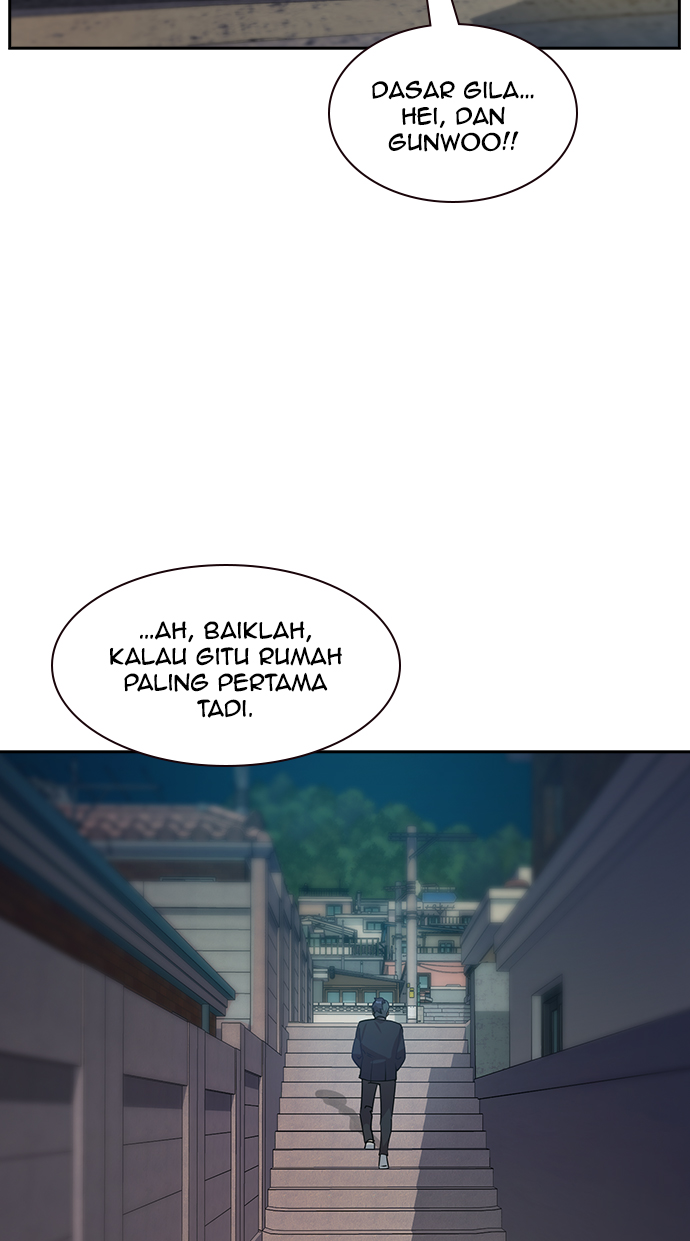 DASAR GILA...
HEI, DAN
GUNWOO!!
...AH, BAIKLAH,
KALAU GITU RUMAH
PALING PERTAMA
TADI.